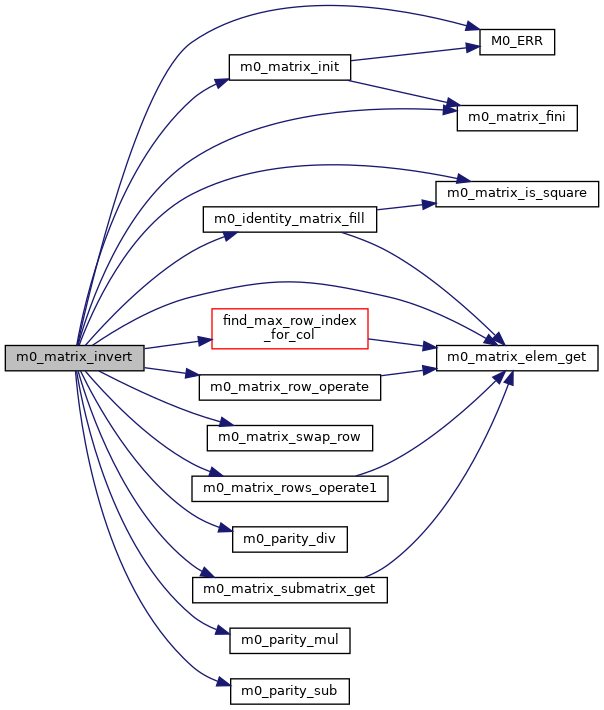 M0_ERR
m0_matrix_init
m0_matrix_fini
m0_matrix_is_square
m0_identity_matrix_fill
find_max_row_index
_for_col
m0_matrix_invert
m0_matrix_elem_get
m0_matrix_row_operate
m0_matrix_swap_row
m0_matrix_rows_operate1
m0_parity_div
m0_matrix_submatrix_get
m0_parity_mul
m0_parity_sub